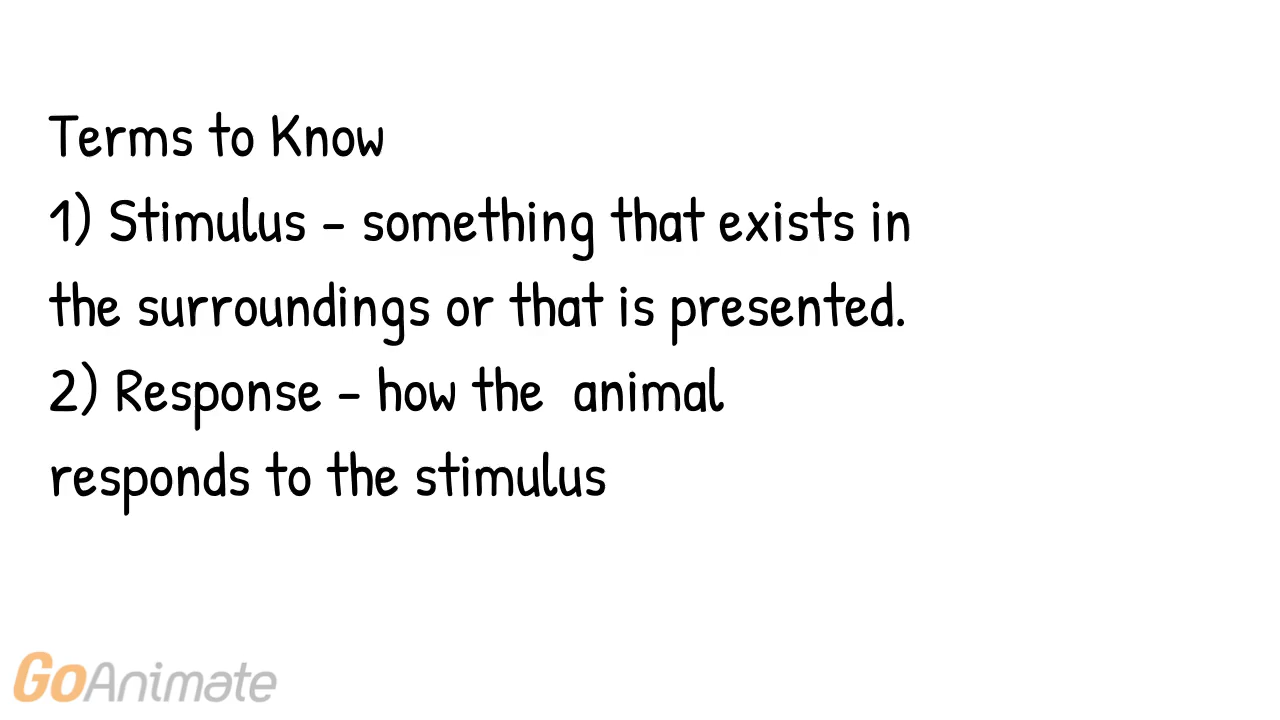 Terms to Know
1) Stimulus - something that exists in
the surroundings or that is presented.
2) Response - how the  animal
responds to the stimulus
GoAnimate